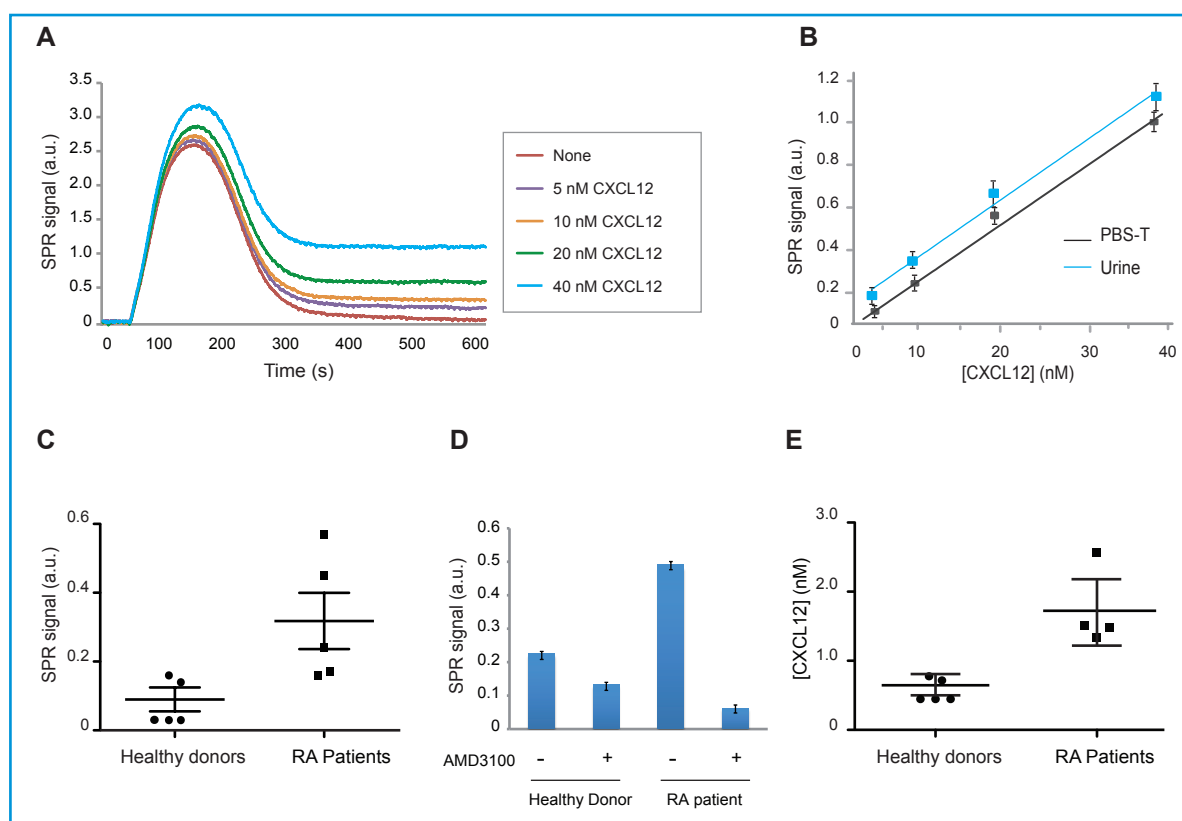 A
SPR signal (a.u.)
3.5
3.0
2.5
2.0
1.5
1.0
0.5
0
0 100 200 300 400 500 600
Time (s)
None
5 nM CXCL12
10 nM CXCL12
20 nM CXCL12
40 nM CXCL12
B
SPR signal (a.u.)
1.2
1.0
0.8
0.6
0.4
0.2
0
0 10 20 30 40
[CXCL12] (nM)
PBS-T
Urine
C
SPR signal (a.u.)
0.6
0.4
0.2
0
Healthy donors RA Patients
D
SPR signal (a.u.)
0.6
0.5
0.4
0.3
0.2
0.1
0
AMD3100 - + - +
Healthy Donor RA patient
E
[CXCL12] (nM)
3.0
2.0
1.0
0
Healthy donors RA Patients